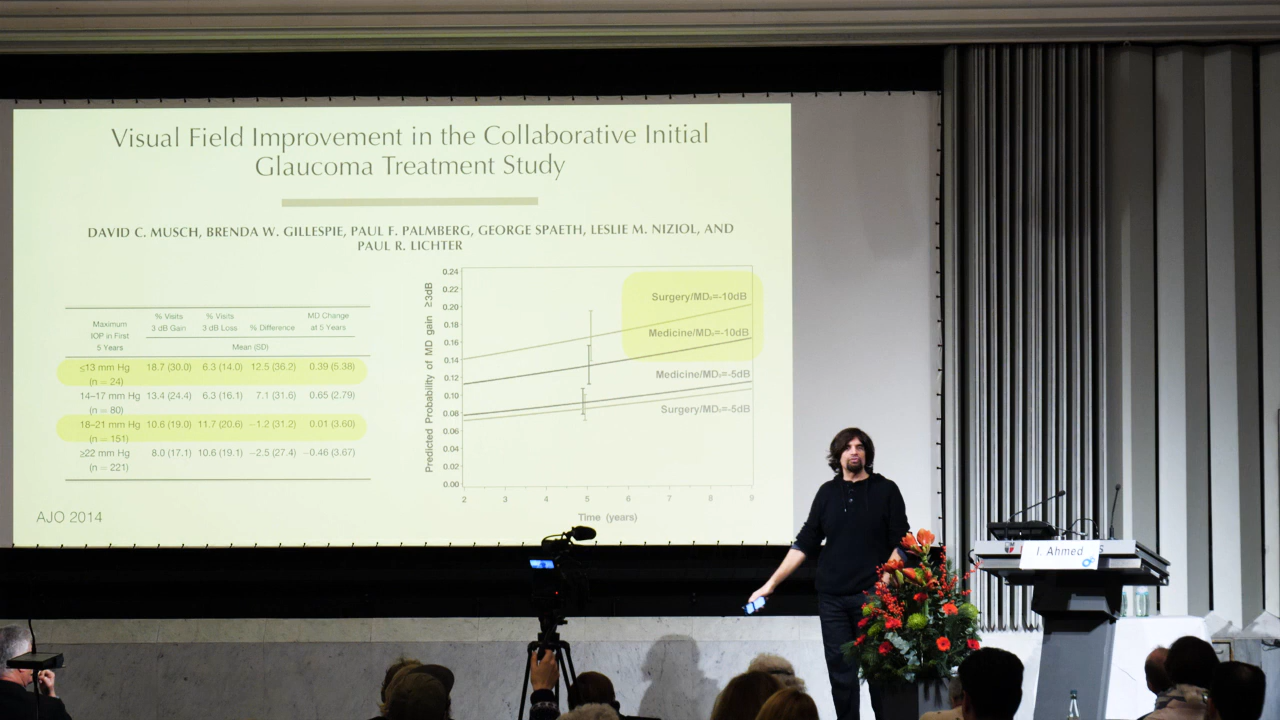 Visual Field Improvement in the Collaborative Initial
Glaucoma Treatment Study
DAVID C. MUSCH, BRENDA W. GILLESPIE, PAUL F. PALMBERG, GEORGE SPAETH, LESLIE M. NIZIOL, AND
PAUL R. LICHTER
Maximum IOP in First 5 Years | % Visits 3 dB Gain | % Visits 3 dB Loss | % Difference | MD Change at 5 Years
Mean (SD)
≤13 mm Hg 18.7 (30.0) 6.3 (14.0) 12.5 (36.2) 0.39 (5.38)
(n = 24)
14–17 mm Hg 13.4 (24.4) 6.3 (16.1) 7.1 (31.6) 0.65 (2.79)
(n = 80)
18–21 mm Hg 10.6 (19.0) 11.7 (20.6) −1.2 (31.2) 0.01 (3.60)
(n = 151)
≥22 mm Hg 8.0 (17.1) 10.6 (19.1) −2.5 (27.4) −0.46 (3.67)
(n = 221)
AJO 2014
Predicted Probability of MD gain ≥3dB
0.24
0.22
0.20
0.18
0.16
0.14
0.12
0.10
0.08
0.06
0.04
0.02
0.00
Surgery/MD₀=-10dB
Medicine/MD₀=-10dB
Medicine/MD₀=-5dB
Surgery/MD₀=-5dB
2 3 4 5 6 7 8 9
Time (years)
I. Ahmed